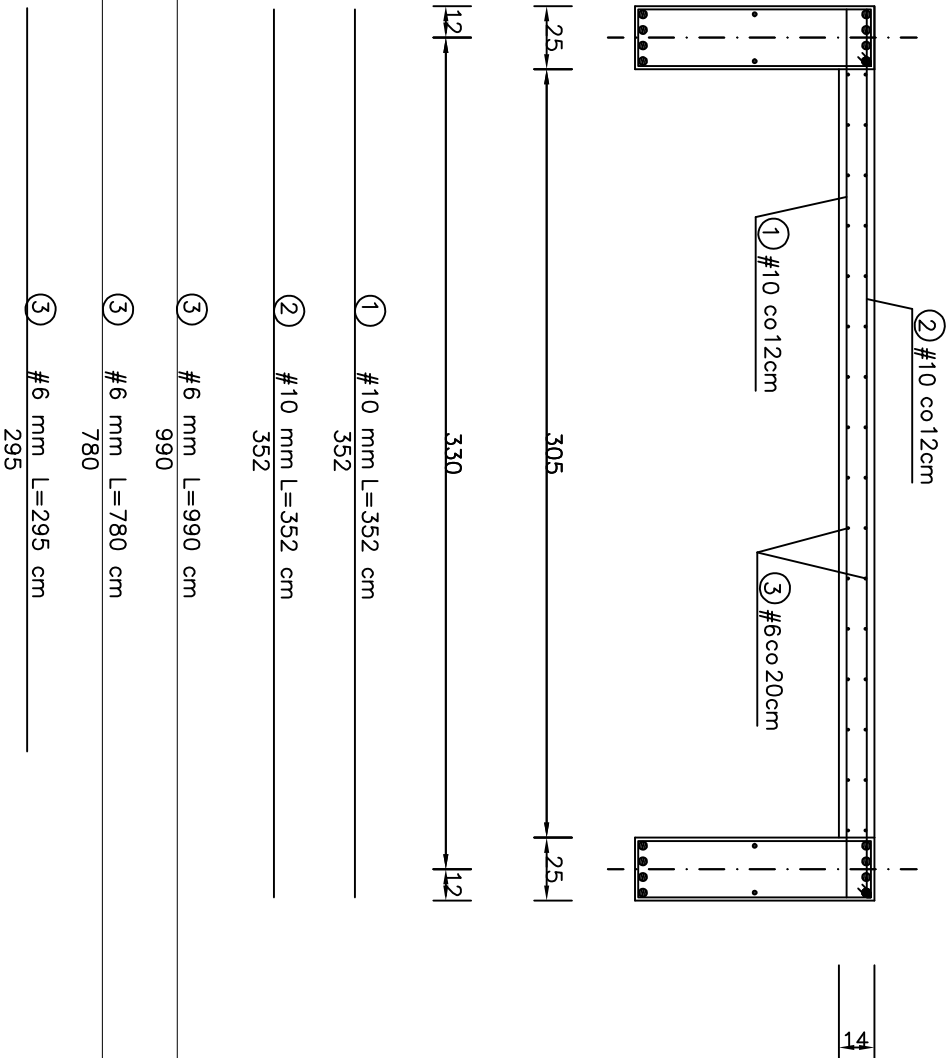 ② #10 co12cm
① #10 co12cm
③ #6co20cm
14
25
305
25
12
330
12
① #10 mm L=352 cm
352
② #10 mm L=352 cm
352
③ #6 mm L=990 cm
990
③ #6 mm L=780 cm
780
③ #6 mm L=295 cm
295